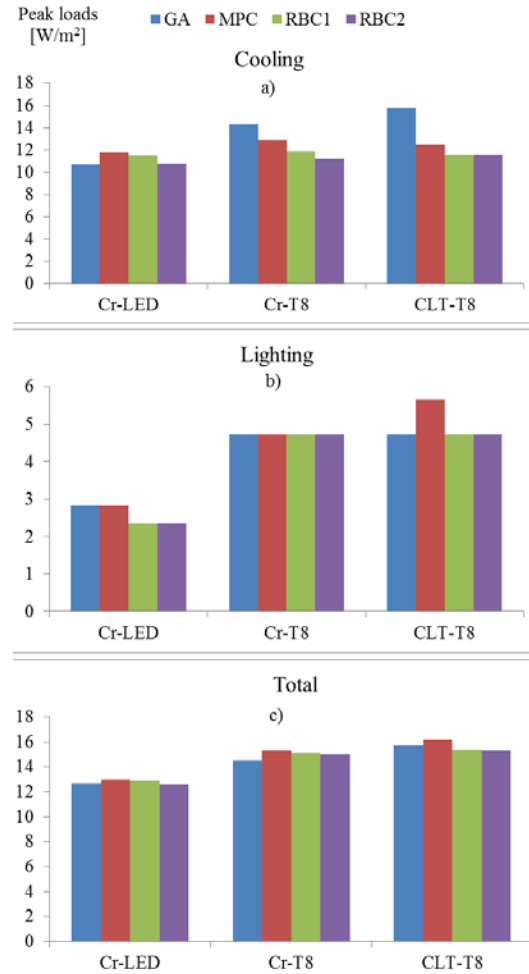 Peak loads
[W/m²]
GA MPC RBC1 RBC2
Cooling
a)
18
16
14
12
10
8
6
4
2
0
Cr-LED Cr-T8 CLT-T8
Lighting
b)
6
5
4
3
2
1
0
Cr-LED Cr-T8 CLT-T8
Total
c)
18
16
14
12
10
8
6
4
2
0
Cr-LED Cr-T8 CLT-T8